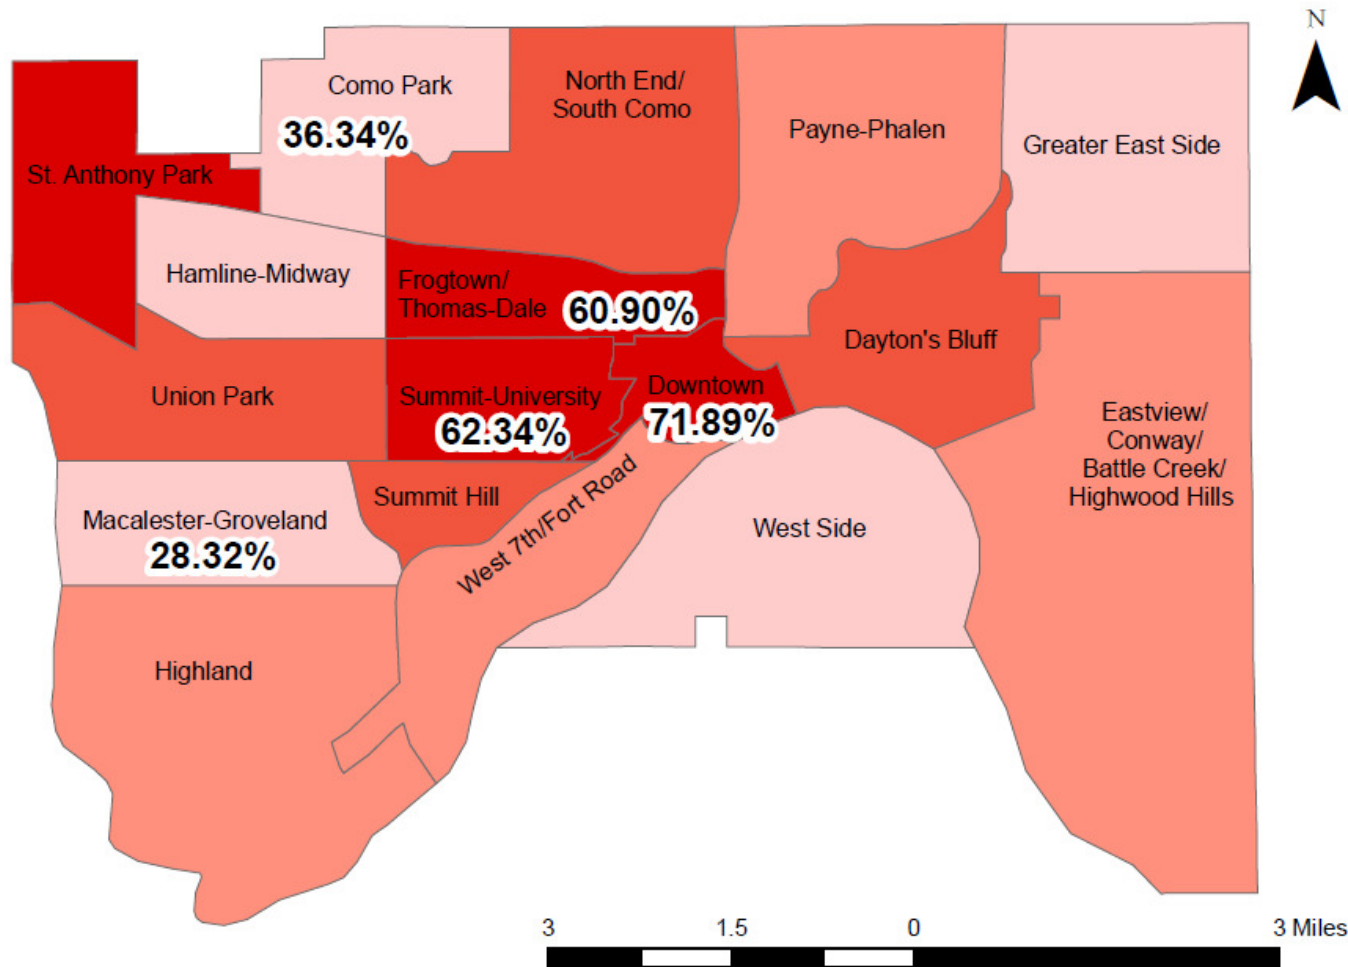 N
Como Park
36.34%
North End/
South Como
Payne-Phalen
Greater East Side
St. Anthony Park
Hamline-Midway
Frogtown/
Thomas-Dale
60.90%
Dayton's Bluff
Union Park
Summit-University
62.34%
Downtown
71.89%
Eastview/
Conway/
Battle Creek/
Highwood Hills
Macalester-Groveland
28.32%
Summit Hill
West 7th/Fort Road
West Side
Highland
3 1.5 0 3 Miles